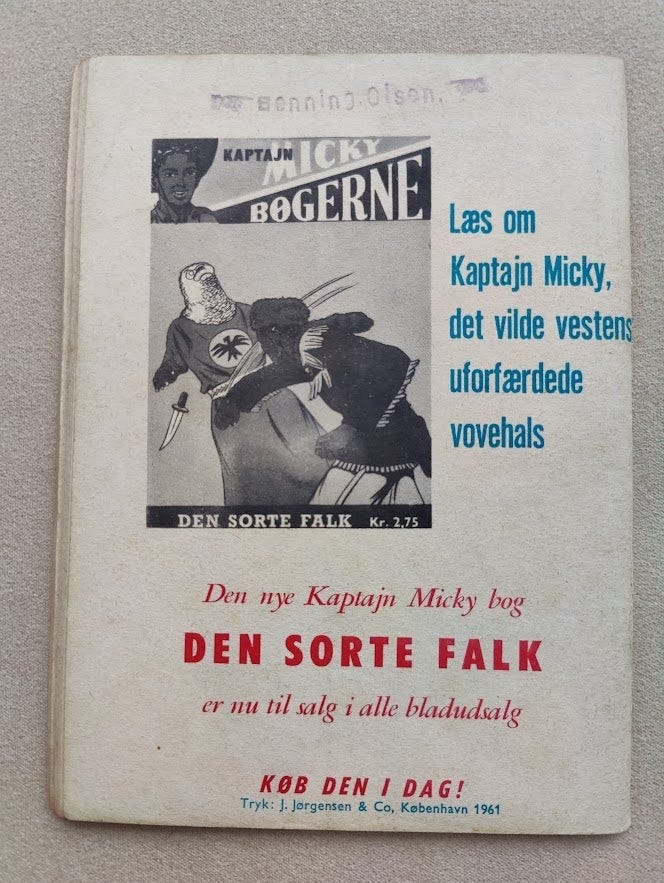 Henning Olsen.
KAPTAJN MICKY
BØGERNE
Læs om
Kaptajn Micky,
det vilde vestens
uforfærdede
vovehals
DEN SORTE FALK Kr. 2,75
Den nye Kaptajn Micky bog
DEN SORTE FALK
er nu til salg i alle bladudsalg
KØB DEN I DAG!
Tryk: J. Jørgensen & Co, København 1961